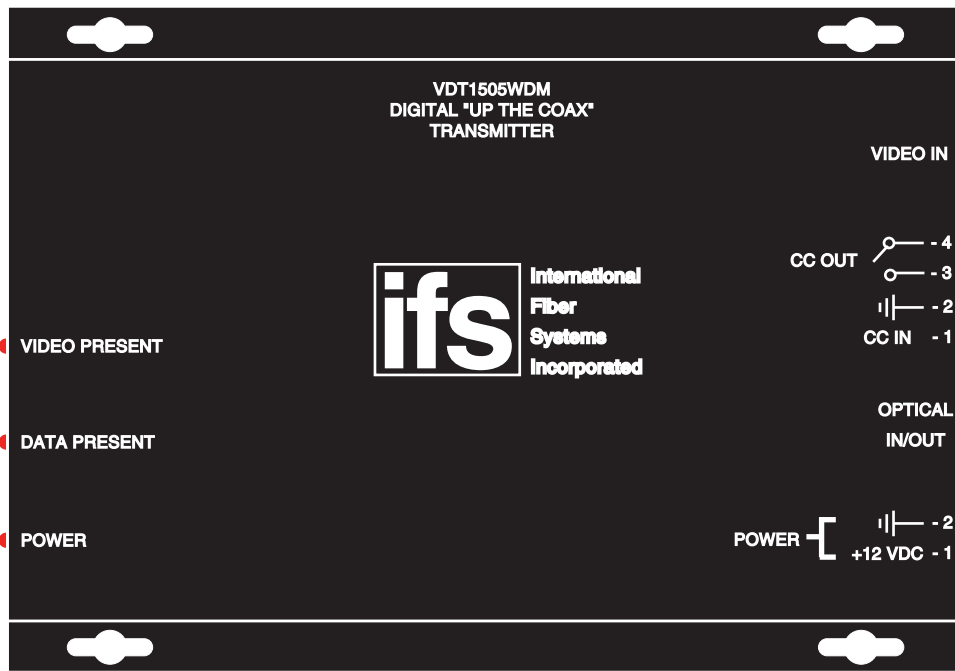 VDT1505WDM
DIGITAL "UP THE COAX"
TRANSMITTER
VIDEO IN
CC OUT
- 4
- 3
- 2
CC IN - 1
ifs
International
Fiber
Systems
Incorporated
VIDEO PRESENT
DATA PRESENT
POWER
OPTICAL
IN/OUT
POWER
- 2
+12 VDC - 1